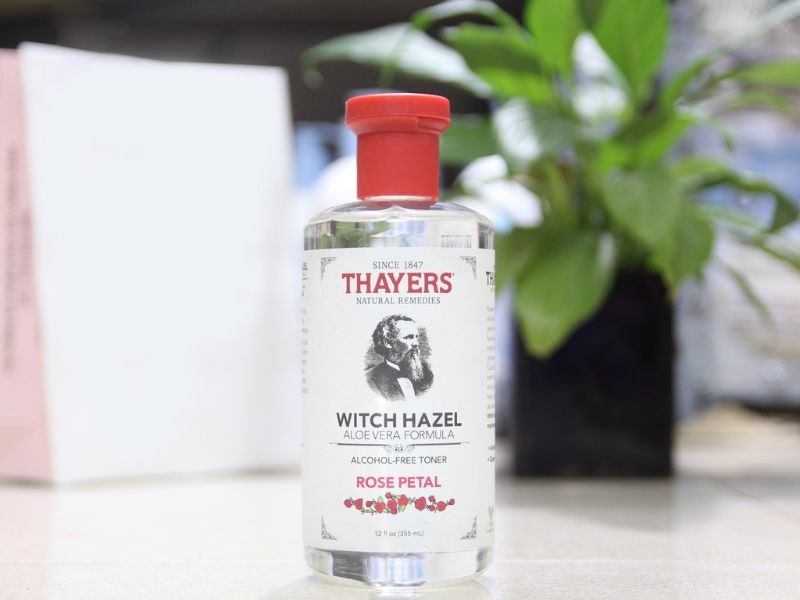 SINCE 1847
THAYERS
NATURAL REMEDIES
WITCH HAZEL
ALOE VERA FORMULA
ALCOHOL-FREE TONER
ROSE PETAL
12 fl oz (355 mL)